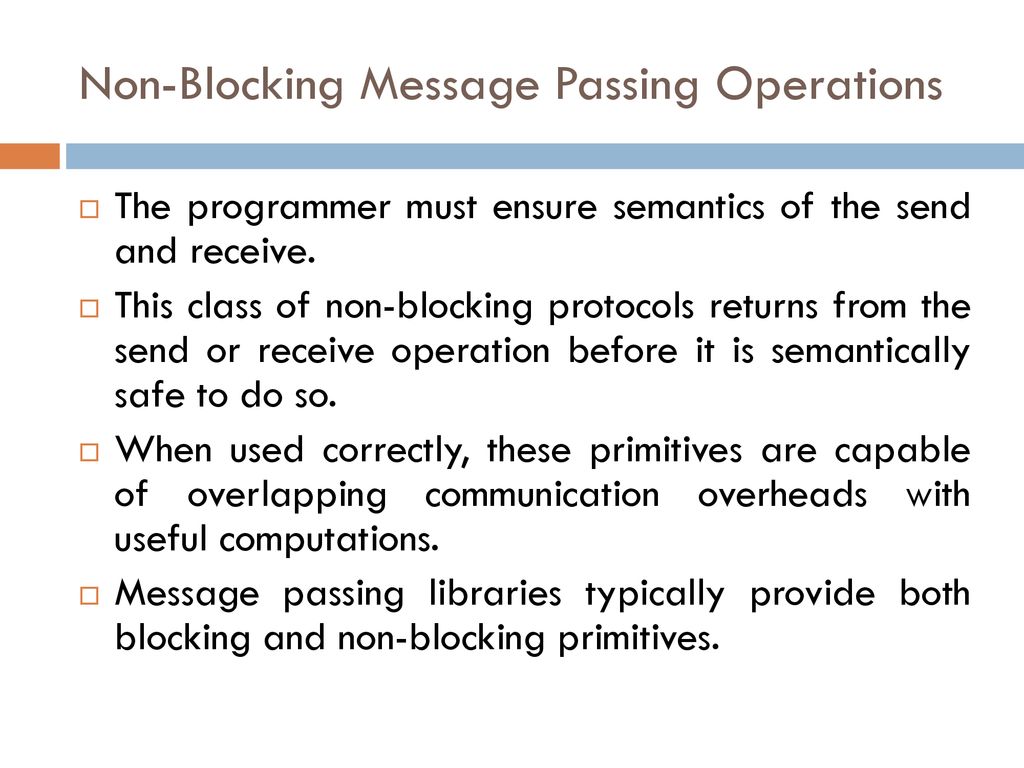 Non-Blocking Message Passing Operations
The programmer must ensure semantics of the send
and receive.
This class of non-blocking protocols returns from the
send or receive operation before it is semantically
safe to do so.
When used correctly, these primitives are capable
of overlapping communication overheads with
useful computations.
Message passing libraries typically provide both
blocking and non-blocking primitives.